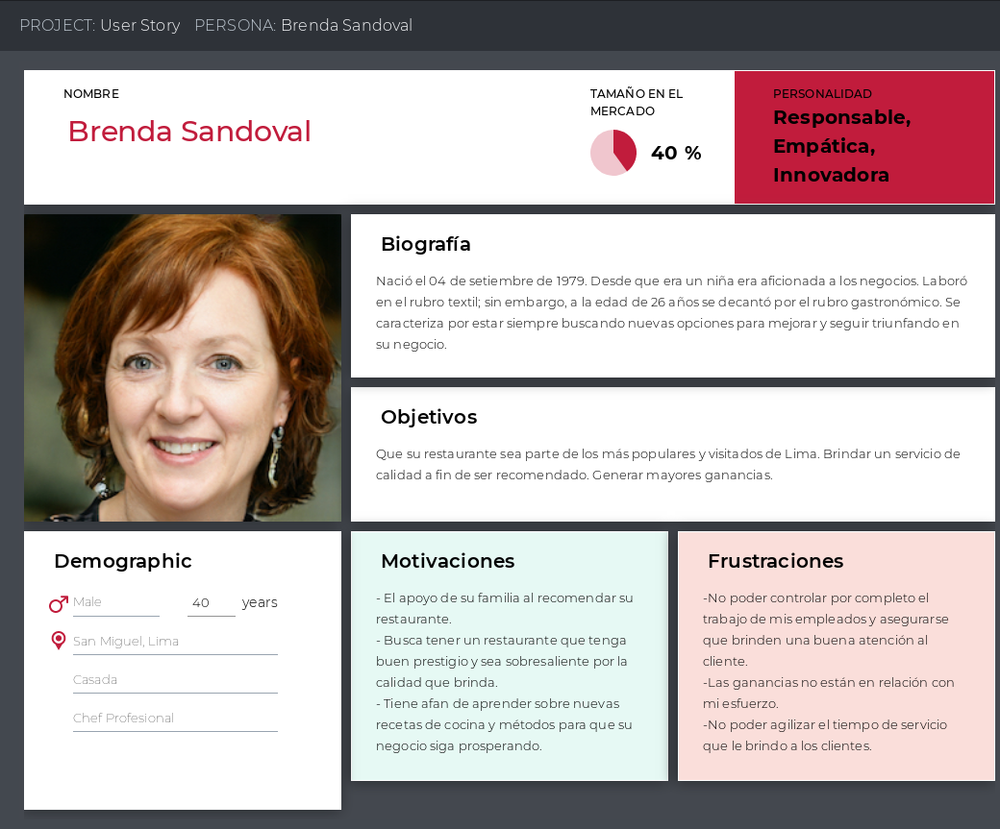 PROJECT: User Story PERSONA: Brenda Sandoval
NOMBRE
Brenda Sandoval
TAMAÑO EN EL
MERCADO
40 %
PERSONALIDAD
Responsable,
Empática,
Innovadora
Biografía
Nació el 04 de setiembre de 1979. Desde que era un niña era aficionada a los negocios. Laboró
en el rubro textil; sin embargo, a la edad de 26 años se decantó por el rubro gastronómico. Se
caracteriza por estar siempre buscando nuevas opciones para mejorar y seguir triunfando en
su negocio.
Objetivos
Que su restaurante sea parte de los más populares y visitados de Lima. Brindar un servicio de
calidad a fin de ser recomendado. Generar mayores ganancias.
Demographic
Male 40 years
San Miguel, Lima
Casada
Chef Profesional
Motivaciones
- El apoyo de su familia al recomendar su
restaurante.
- Busca tener un restaurante que tenga
buen prestigio y sea sobresaliente por la
calidad que brinda.
- Tiene afan de aprender sobre nuevas
recetas de cocina y métodos para que su
negocio siga prosperando.
Frustraciones
-No poder controlar por completo el
trabajo de mis empleados y asegurarse
que brinden una buena atención al
cliente.
-Las ganancias no están en relación con
mi esfuerzo.
-No poder agilizar el tiempo de servicio
que le brindo a los clientes.